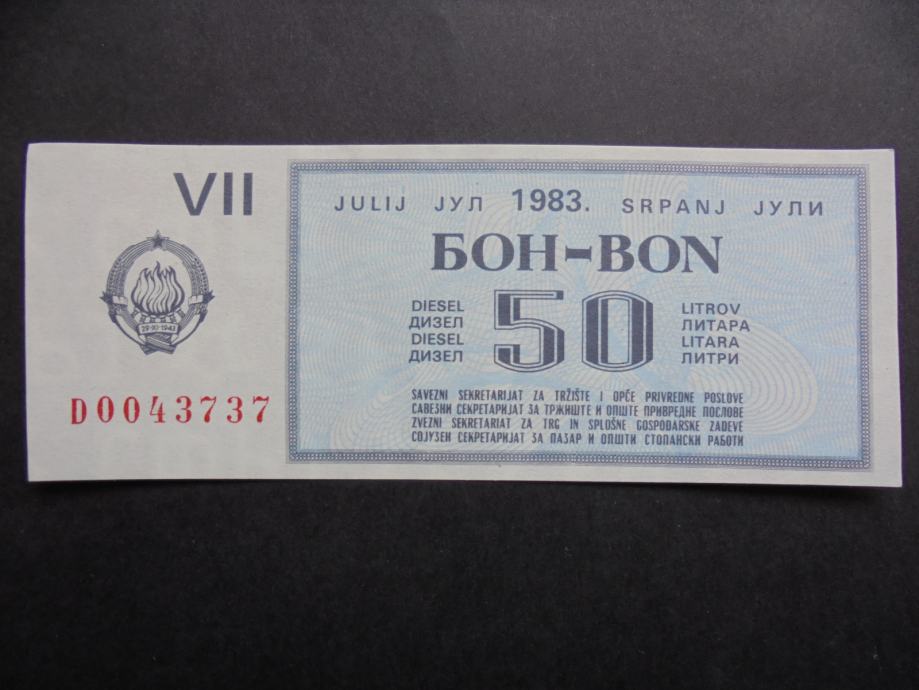 VII
JULIJ ЈУЛ 1983. SRPANJ ЈУЛИ
БОН-BON
DIESEL
ДИЗЕЛ
DIESEL
ДИЗЕЛ
50
LITROV
ЛИТАРА
LITARA
ЛИТРИ
29·XI·1943
D0043737
SAVEZNI SEKRETARIJAT ZA TRŽIŠTE I OPĆE PRIVREDNE POSLOVE
САВЕЗНИ СЕКРЕТАРИЈАТ ЗА ТРЖИШТЕ И ОПШТЕ ПРИВРЕДНЕ ПОСЛОВЕ
ZVEZNI SEKRETARIAT ZA TRG IN SPLOŠNE GOSPODARSKE ZADEVE
СОЈУЗЕН СЕКРЕТАРИЈАТ ЗА ПАЗАР И ОПШТИ СТОПАНСКИ РАБОТИ